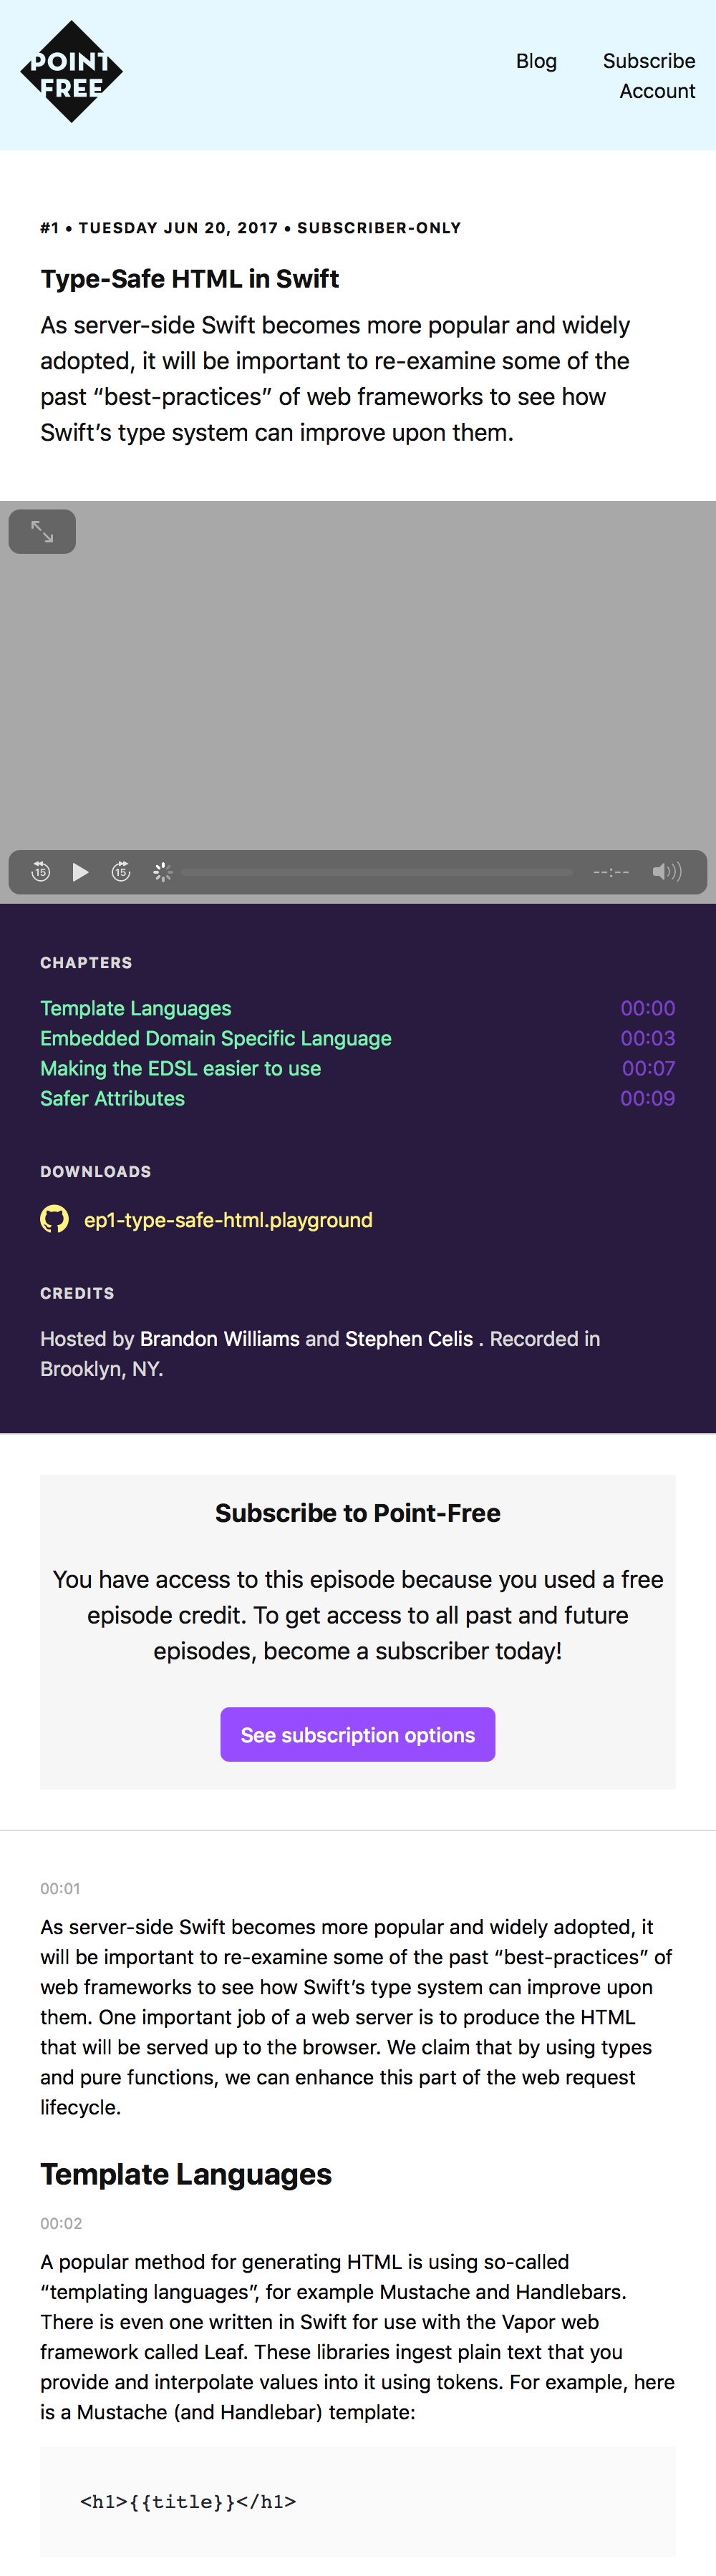 POINT
FREE
Blog Subscribe
Account
#1 • TUESDAY JUN 20, 2017 • SUBSCRIBER-ONLY
Type-Safe HTML in Swift
As server-side Swift becomes more popular and widely
adopted, it will be important to re-examine some of the
past “best-practices” of web frameworks to see how
Swift’s type system can improve upon them.
15 15 --:--
CHAPTERS
Template Languages 00:00
Embedded Domain Specific Language 00:03
Making the EDSL easier to use 00:07
Safer Attributes 00:09
DOWNLOADS
ep1-type-safe-html.playground
CREDITS
Hosted by Brandon Williams and Stephen Celis . Recorded in
Brooklyn, NY.
Subscribe to Point-Free
You have access to this episode because you used a free
episode credit. To get access to all past and future
episodes, become a subscriber today!
See subscription options
00:01
As server-side Swift becomes more popular and widely adopted, it
will be important to re-examine some of the past “best-practices” of
web frameworks to see how Swift’s type system can improve upon
them. One important job of a web server is to produce the HTML
that will be served up to the browser. We claim that by using types
and pure functions, we can enhance this part of the web request
lifecycle.
Template Languages
00:02
A popular method for generating HTML is using so-called
“templating languages”, for example Mustache and Handlebars.
There is even one written in Swift for use with the Vapor web
framework called Leaf. These libraries ingest plain text that you
provide and interpolate values into it using tokens. For example, here
is a Mustache (and Handlebar) template:
<h1>{{title}}</h1>